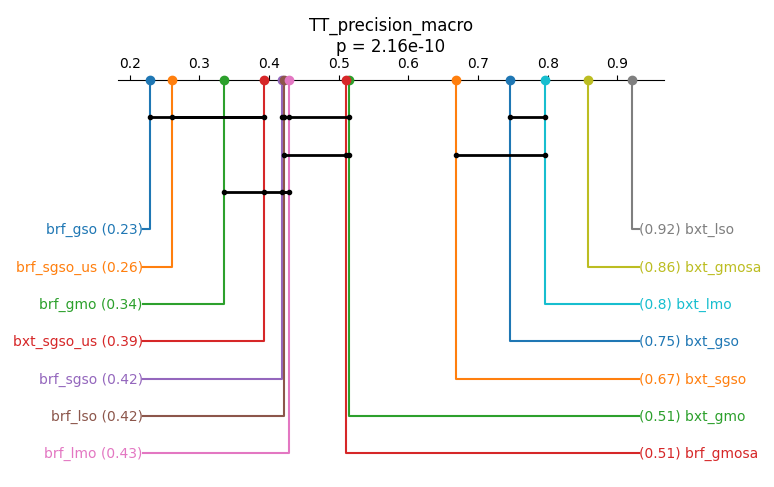 TT_precision_macro
p = 2.16e-10
0.2 0.3 0.4 0.5 0.6 0.7 0.8 0.9
brf_gso (0.23) (0.92) bxt_lso
brf_sgso_us (0.26) (0.86) bxt_gmosa
brf_gmo (0.34) (0.8) bxt_lmo
bxt_sgso_us (0.39) (0.75) bxt_gso
brf_sgso (0.42) (0.67) bxt_sgso
brf_lso (0.42) (0.51) bxt_gmo
brf_lmo (0.43) (0.51) brf_gmosa